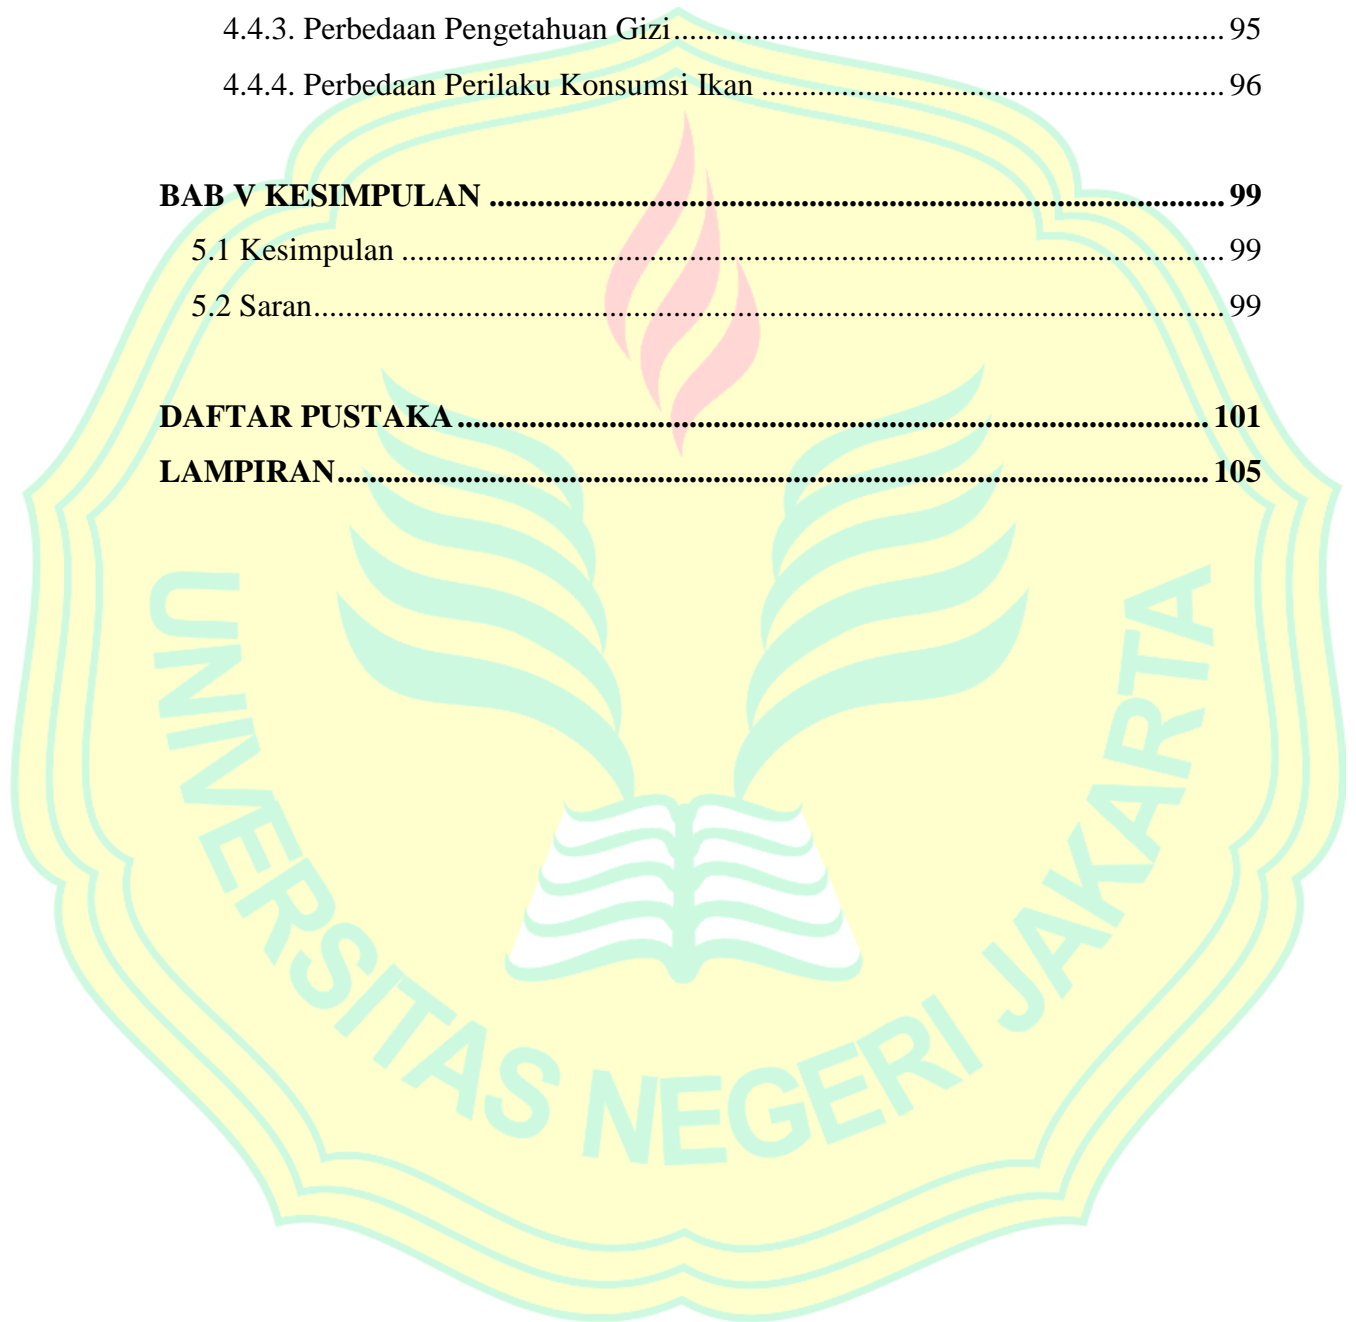 4.4.3. Perbedaan Pengetahuan Gizi...................................................................... 95
4.4.4. Perbedaan Perilaku Konsumsi Ikan ........................................................... 96
BAB V KESIMPULAN ............................................................................................. 99
5.1 Kesimpulan ......................................................................................................... 99
5.2 Saran.................................................................................................................... 99
DAFTAR PUSTAKA............................................................................................... 101
LAMPIRAN.............................................................................................................. 105
UNIVERSITAS NEGERI JAKARTA